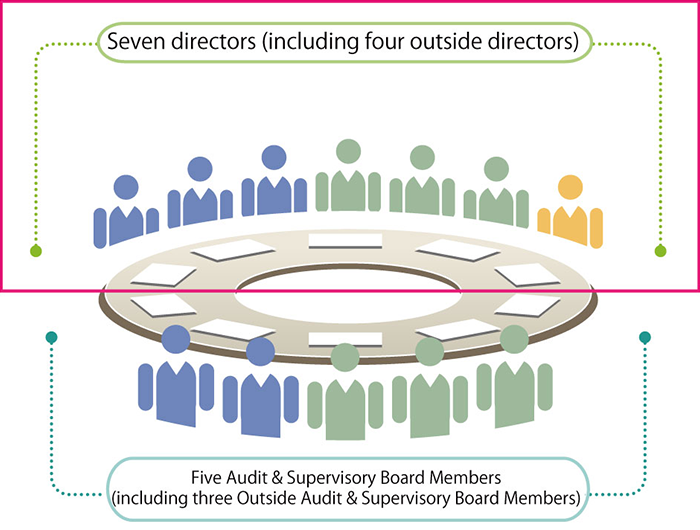 Seven directors (including four outside directors)
Five Audit & Supervisory Board Members
(including three Outside Audit & Supervisory Board Members)